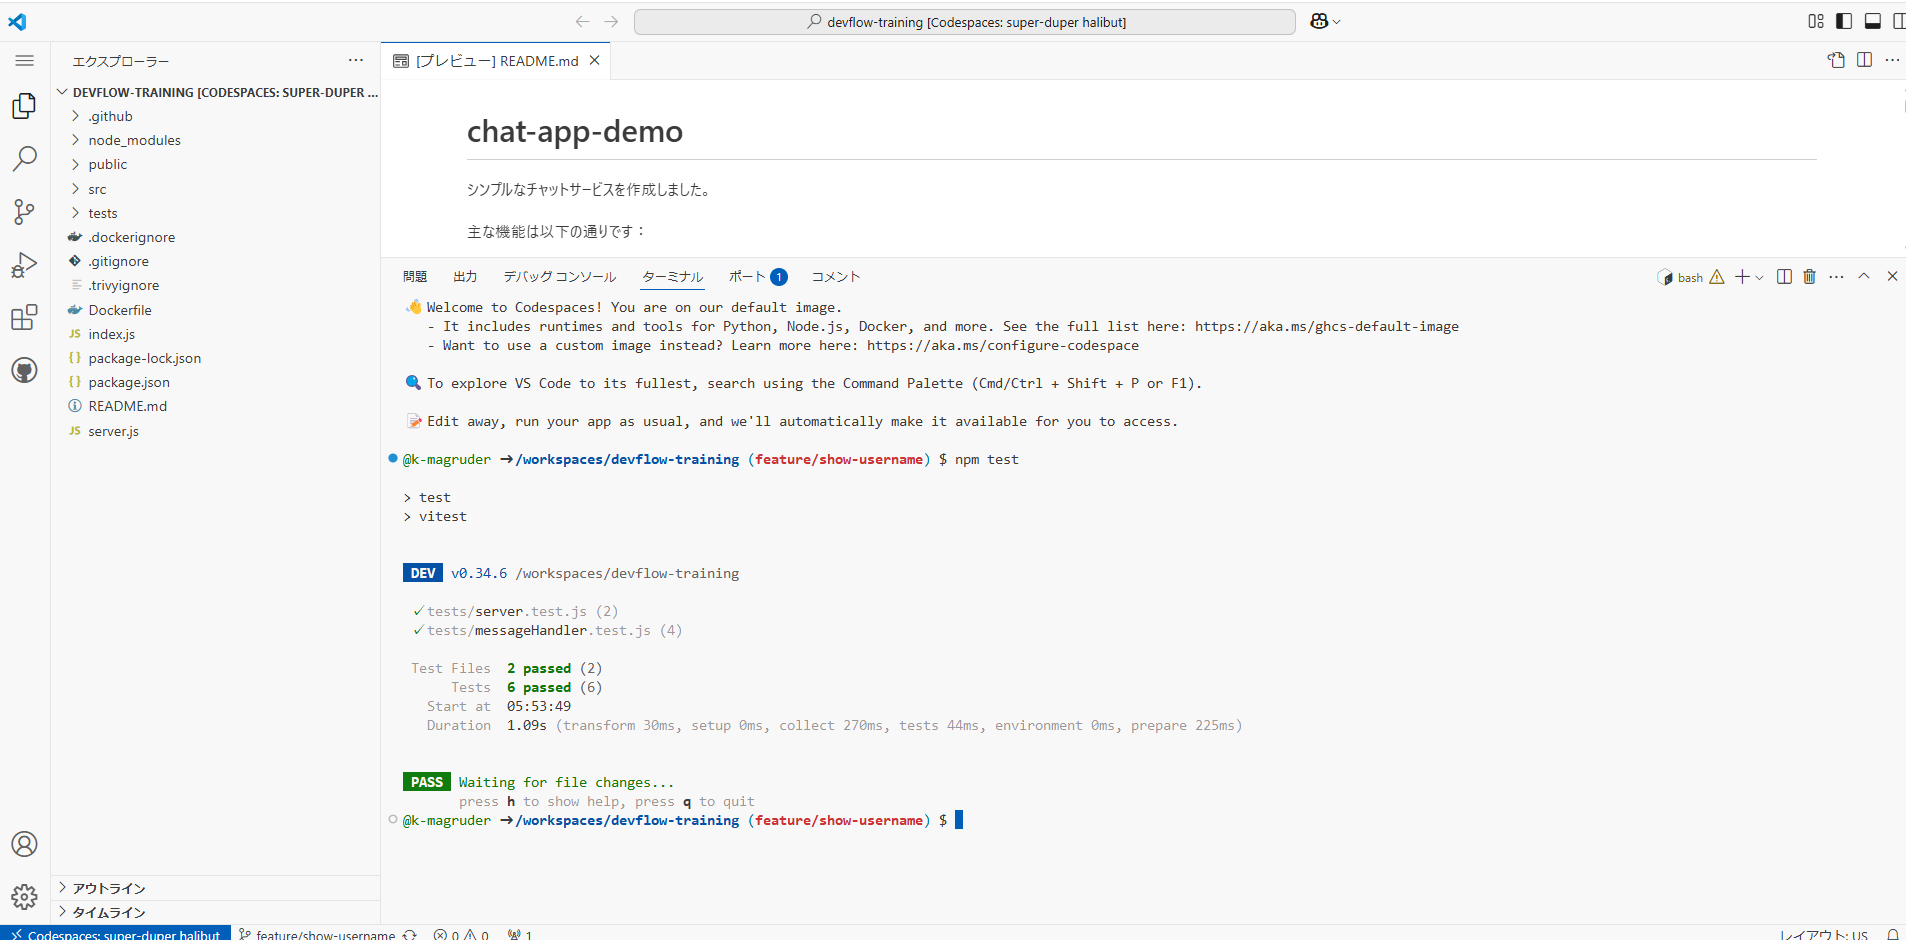 devflow-training [Codespaces: super-duper halibut]
エクスプローラー
DEVFLOW-TRAINING [CODESPACES: SUPER-DUPER ...
.github
node_modules
public
src
tests
.dockerignore
.gitignore
.trivyignore
Dockerfile
JS index.js
{} package-lock.json
{} package.json
README.md
JS server.js
アウトライン
タイムライン
[プレビュー] README.md
chat-app-demo
シンプルなチャットサービスを作成しました。
主な機能は以下の通りです：
問題 出力 デバッグ コンソール ターミナル ポート 1 コメント
bash
👋 Welcome to Codespaces! You are on our default image.
- It includes runtimes and tools for Python, Node.js, Docker, and more. See the full list here: https://aka.ms/ghcs-default-image
- Want to use a custom image instead? Learn more here: https://aka.ms/configure-codespace
🔍 To explore VS Code to its fullest, search using the Command Palette (Cmd/Ctrl + Shift + P or F1).
📝 Edit away, run your app as usual, and we'll automatically make it available for you to access.
@k-magruder ➜/workspaces/devflow-training (feature/show-username) $ npm test
> test
> vitest
DEV v0.34.6 /workspaces/devflow-training
✓ tests/server.test.js (2)
✓ tests/messageHandler.test.js (4)
Test Files 2 passed (2)
Tests 6 passed (6)
Start at 05:53:49
Duration 1.09s (transform 30ms, setup 0ms, collect 270ms, tests 44ms, environment 0ms, prepare 225ms)
PASS Waiting for file changes...
press h to show help, press q to quit
@k-magruder ➜/workspaces/devflow-training (feature/show-username) $
Codespaces: super-duper halibut feature/show-username 0 0 1 レイアウト: US